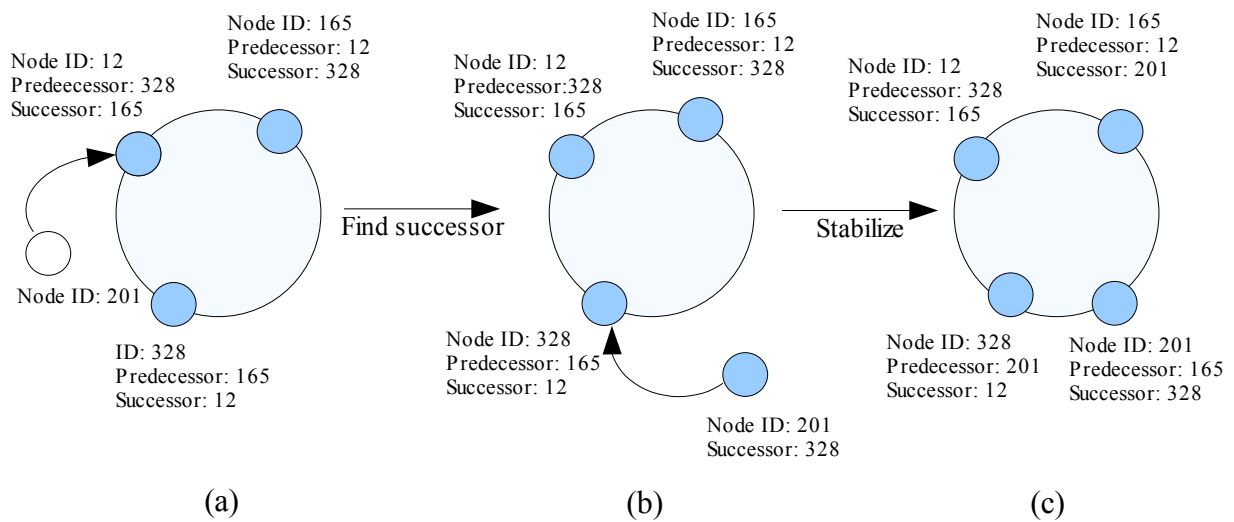 Node ID: 165
Predecessor: 12
Successor: 328
Node ID: 12
Predeecessor: 328
Successor: 165
Node ID: 201
ID: 328
Predecessor: 165
Successor: 12
(a)
Find successor
Node ID: 165
Predecessor: 12
Successor: 328
Node ID: 12
Predecessor:328
Successor: 165
Node ID: 328
Predecessor: 165
Successor: 12
Node ID: 201
Successor: 328
(b)
Stabilize
Node ID: 165
Predecessor: 12
Successor: 201
Node ID: 12
Predecessor: 328
Successor: 165
Node ID: 328
Predecessor: 201
Successor: 12
Node ID: 201
Predecessor: 165
Successor: 328
(c)